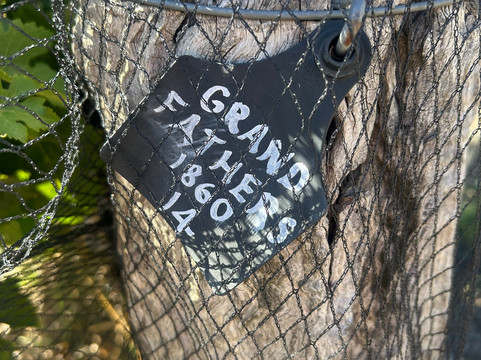 GRAND
FATHERS
1860
14-